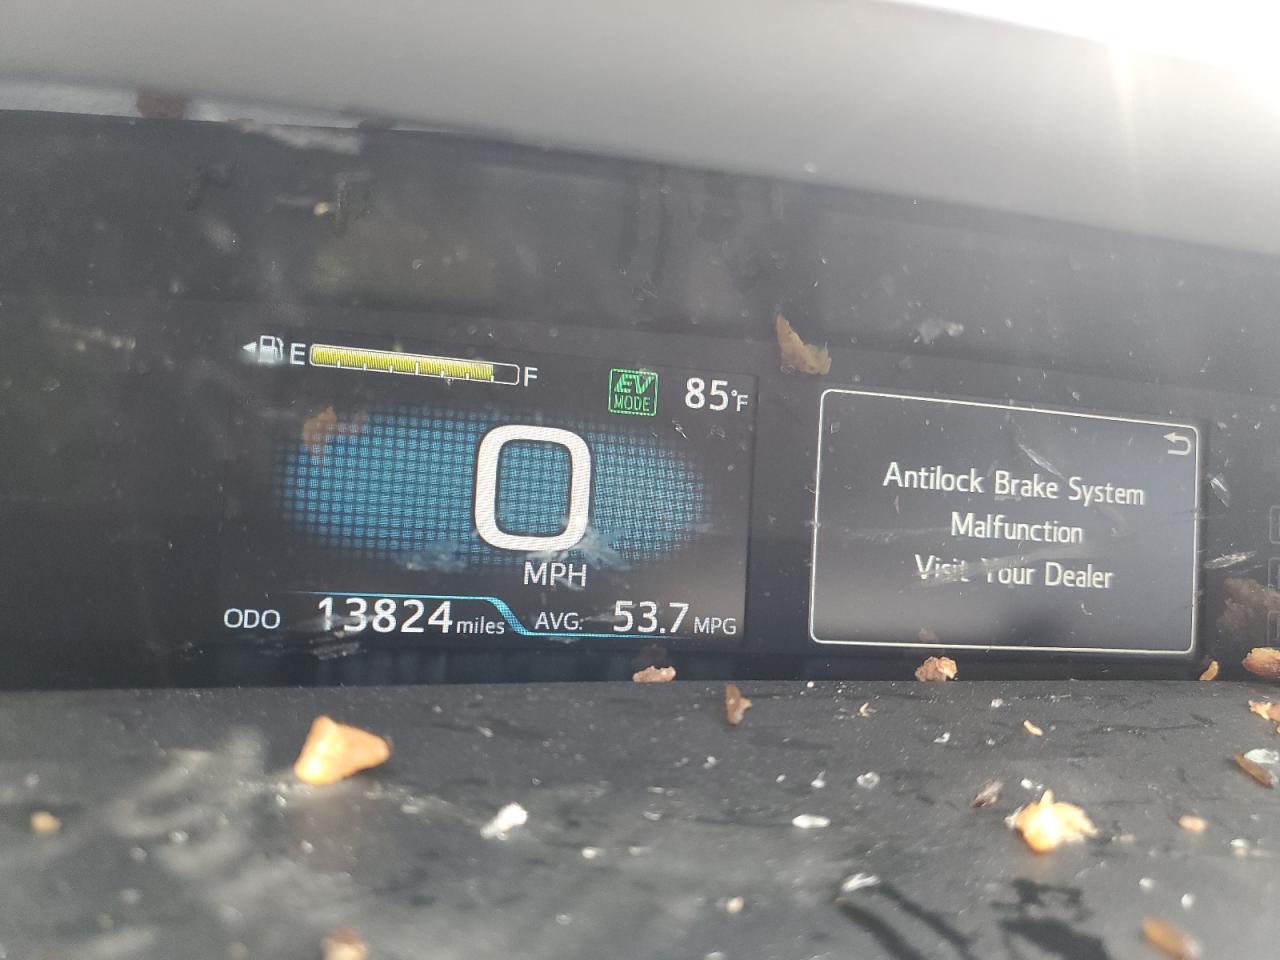 E F
EV
MODE
85°F
0
MPH
ODO 13824 miles
AVG: 53.7 MPG
Antilock Brake System
Malfunction
Visit Your Dealer